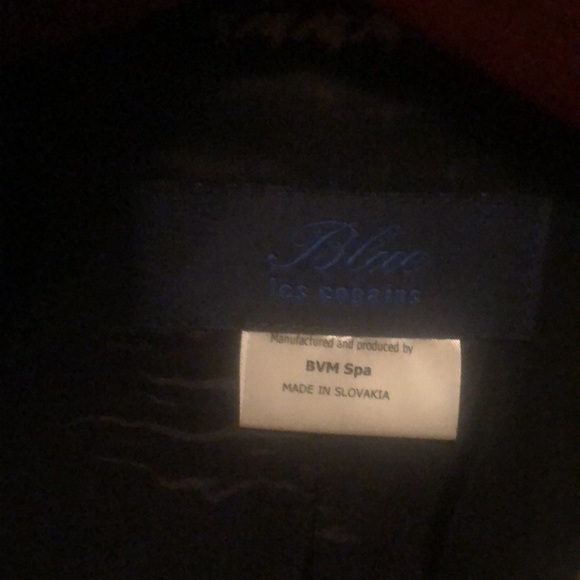 Blue
les copains
Manufactured and produced by
BVM Spa
MADE IN SLOVAKIA